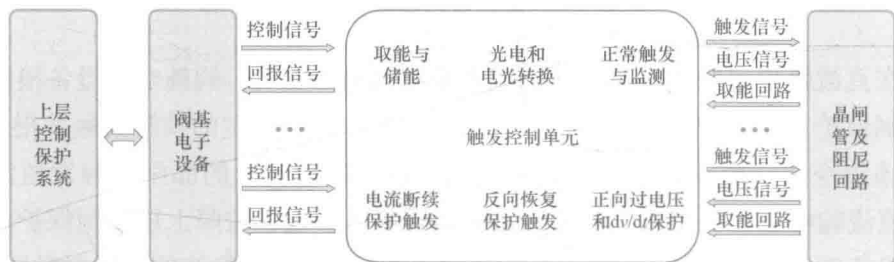 上层
控制
保护
系统
阀基
电子
设备
控制信号
回报信号
...
控制信号
回报信号
取能与
储能
光电和
电光转换
正常触发
与监测
触发控制单元
电流断续
保护触发
反向恢复
保护触发
正向过电压
和dv/dt保护
触发信号
电压信号
取能回路
...
触发信号
电压信号
取能回路
晶闸
管及
阻尼
回路